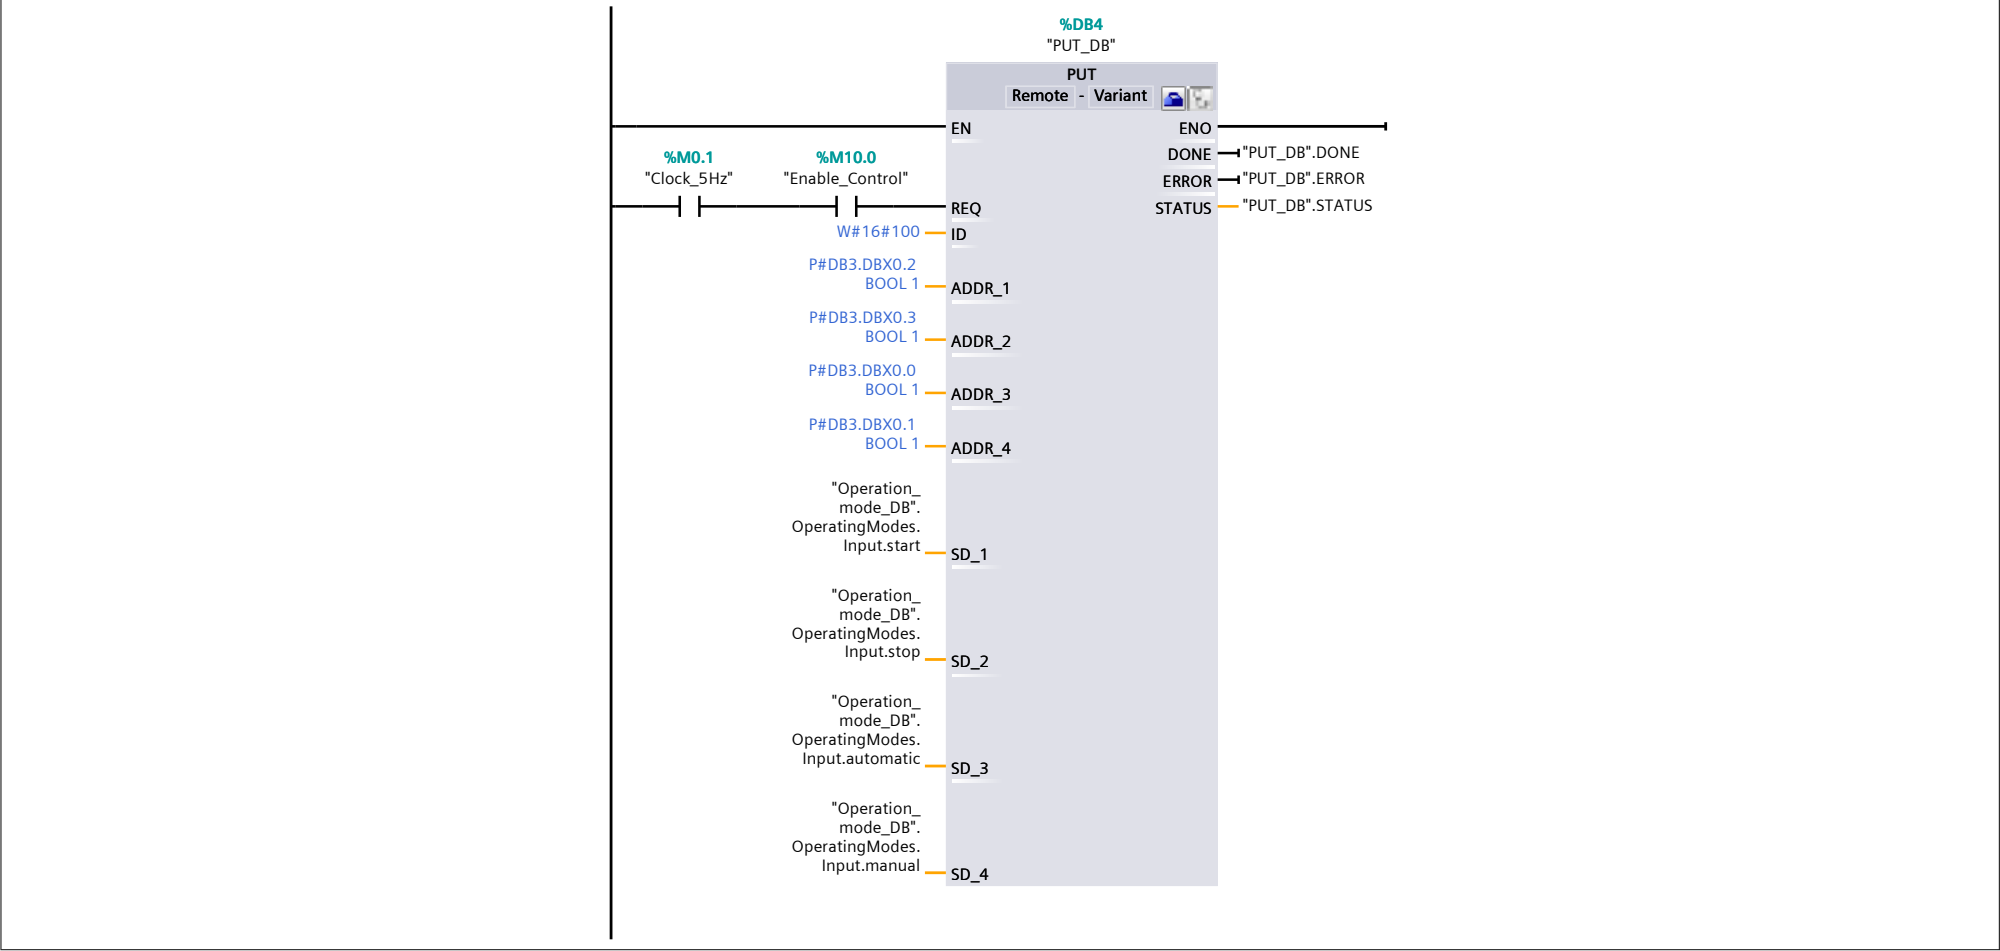 %DB4
"PUT_DB"
PUT
Remote - Variant
EN
ENO
%M0.1
"Clock_5Hz"
%M10.0
"Enable_Control"
DONE
"PUT_DB".DONE
ERROR
"PUT_DB".ERROR
STATUS
"PUT_DB".STATUS
REQ
W#16#100
ID
P#DB3.DBX0.2
BOOL 1
ADDR_1
P#DB3.DBX0.3
BOOL 1
ADDR_2
P#DB3.DBX0.0
BOOL 1
ADDR_3
P#DB3.DBX0.1
BOOL 1
ADDR_4
"Operation_
mode_DB".
OperatingModes.
Input.start
SD_1
"Operation_
mode_DB".
OperatingModes.
Input.stop
SD_2
"Operation_
mode_DB".
OperatingModes.
Input.automatic
SD_3
"Operation_
mode_DB".
OperatingModes.
Input.manual
SD_4